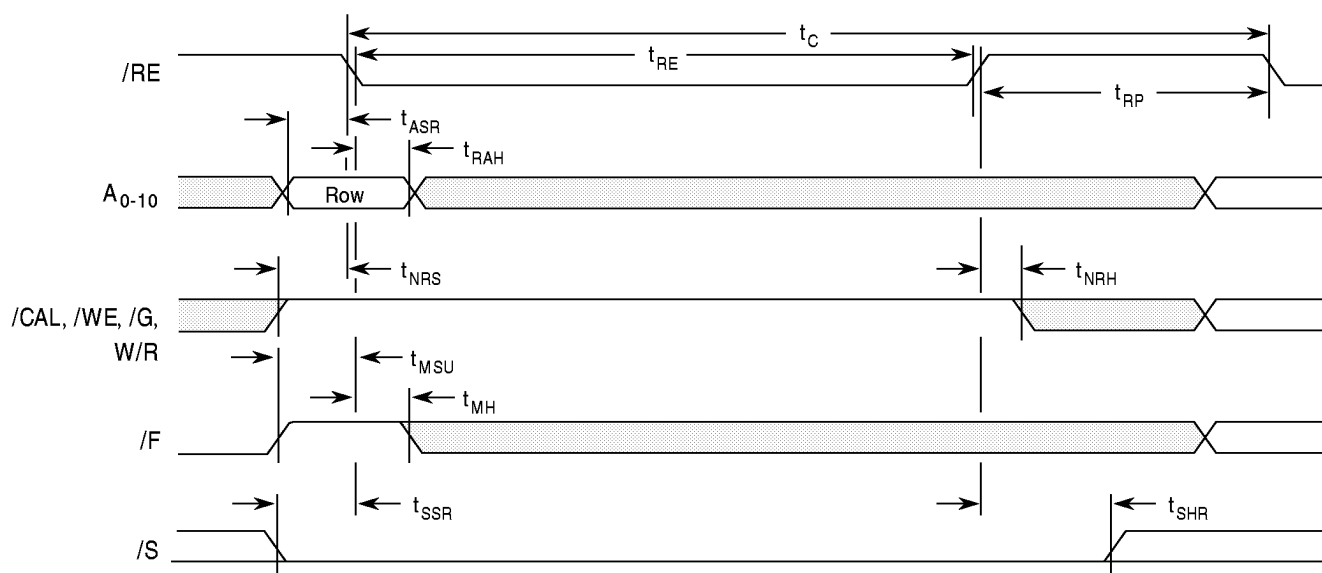 t_C
t_RE
/RE
t_RP
t_ASR
t_RAH
A_0-10
Row
t_NRS
t_NRH
/CAL, /WE, /G,
W/R
t_MSU
t_MH
/F
t_SSR
t_SHR
/S